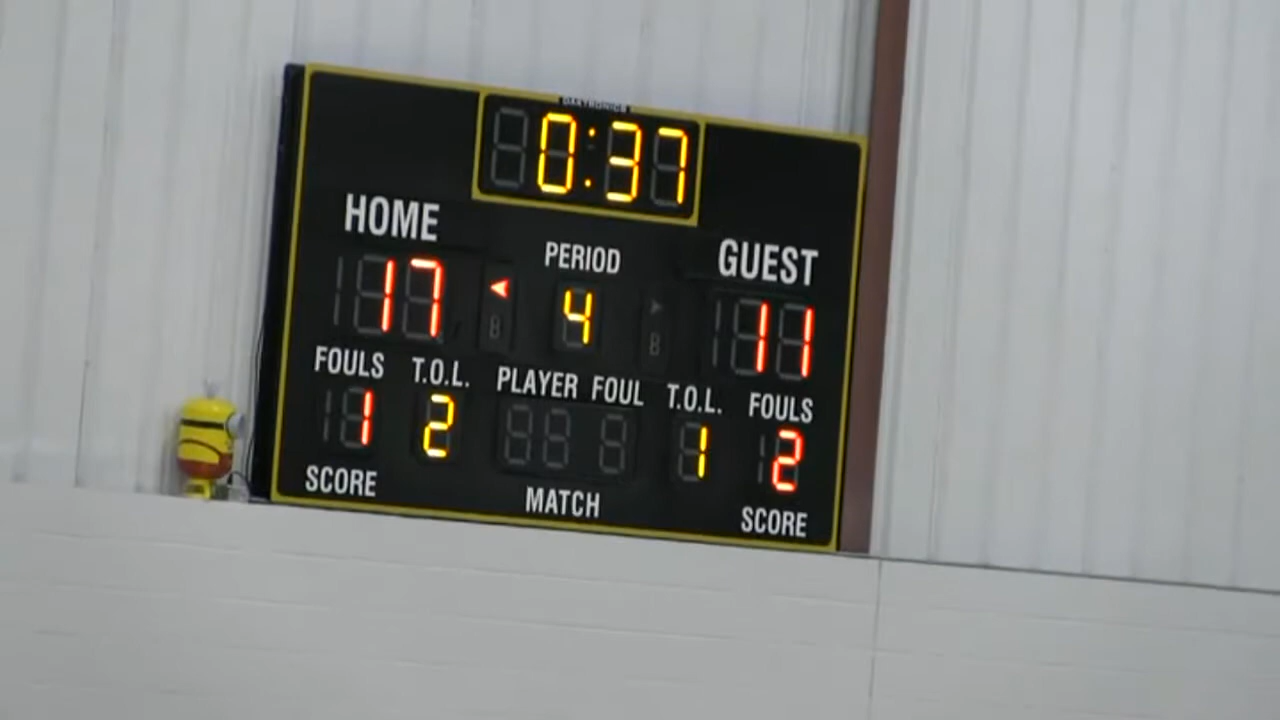 DAKTRONICS
0:37
HOME PERIOD GUEST
17 4 11
FOULS T.O.L. PLAYER FOUL T.O.L. FOULS
1 2 1 2
SCORE MATCH SCORE